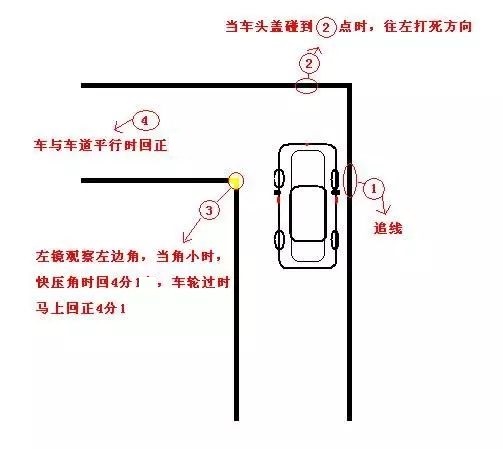 当车头盖碰到②点时，往左打死方向
②
④
车与车道平行时回正
①
追线
③
左镜观察左边角，当角小时，
快压角时回4分1，车轮过时
马上回正4分1